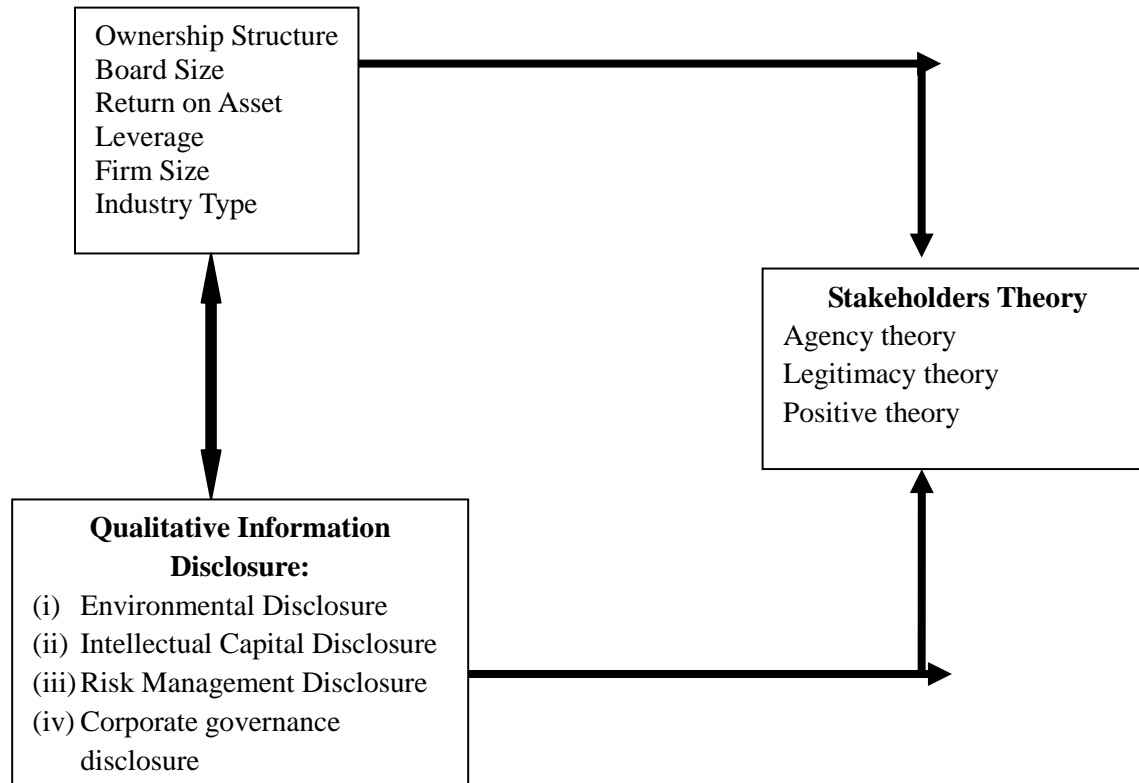 Ownership Structure
Board Size
Return on Asset
Leverage
Firm Size
Industry Type
Stakeholders Theory
Agency theory
Legitimacy theory
Positive theory
Qualitative Information
Disclosure:
(i) Environmental Disclosure
(ii) Intellectual Capital Disclosure
(iii) Risk Management Disclosure
(iv) Corporate governance
disclosure